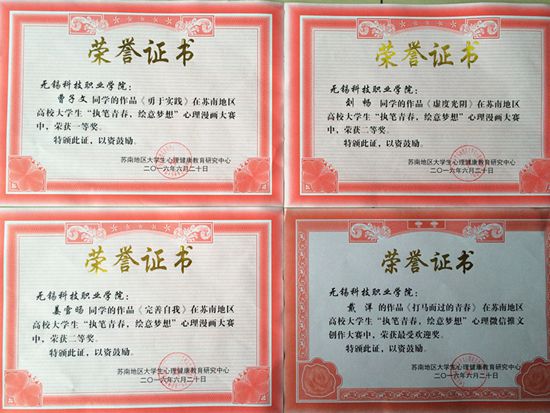 荣誉证书
无锡科技职业学院：
曹子文同学的作品《勇于实践》在苏南地区
高校大学生“执笔青春，绘意梦想”心理漫画大赛
中，荣获一等奖。
特颁此证，以资鼓励。
苏南地区大学生心理健康教育研究中心
二〇一六年六月二十日
荣誉证书
无锡科技职业学院：
刘畅 同学的作品《虚度光阴》在苏南地区
高校大学生“执笔青春，绘意梦想”心理漫画大赛
中，荣获二等奖。
特颁此证，以资鼓励。
苏南地区大学生心理健康教育研究中心
二〇一六年六月二十日
荣誉证书
无锡科技职业学院：
姜雪旸 同学的作品《完善自我》在苏南地区
高校大学生“执笔青春，绘意梦想”心理漫画大赛
中，荣获二等奖。
特颁此证，以资鼓励。
苏南地区大学生心理健康教育研究中心
二〇一六年六月二十日
荣誉证书
无锡科技职业学院：
戴洋 的作品《打马而过的青春》在苏南地区
高校大学生“执笔青春，绘意梦想”心理微信推文
创作大赛中，荣获最受欢迎奖。
特颁此证，以资鼓励。
苏南地区大学生心理健康教育研究中心
二〇一六年六月二十日